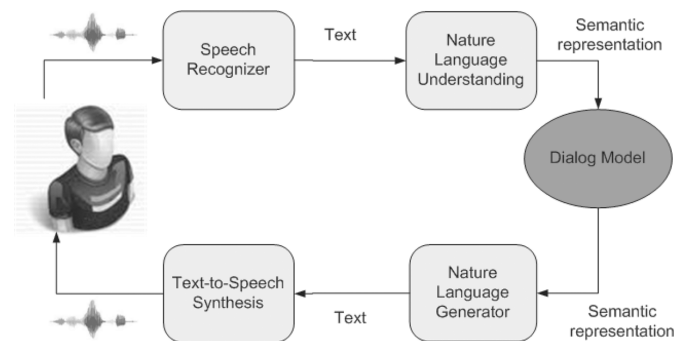 Speech
Recognizer
Text
Nature
Language
Understanding
Semantic
representation
Dialog Model
Text-to-Speech
Synthesis
Text
Nature
Language
Generator
Semantic
representation